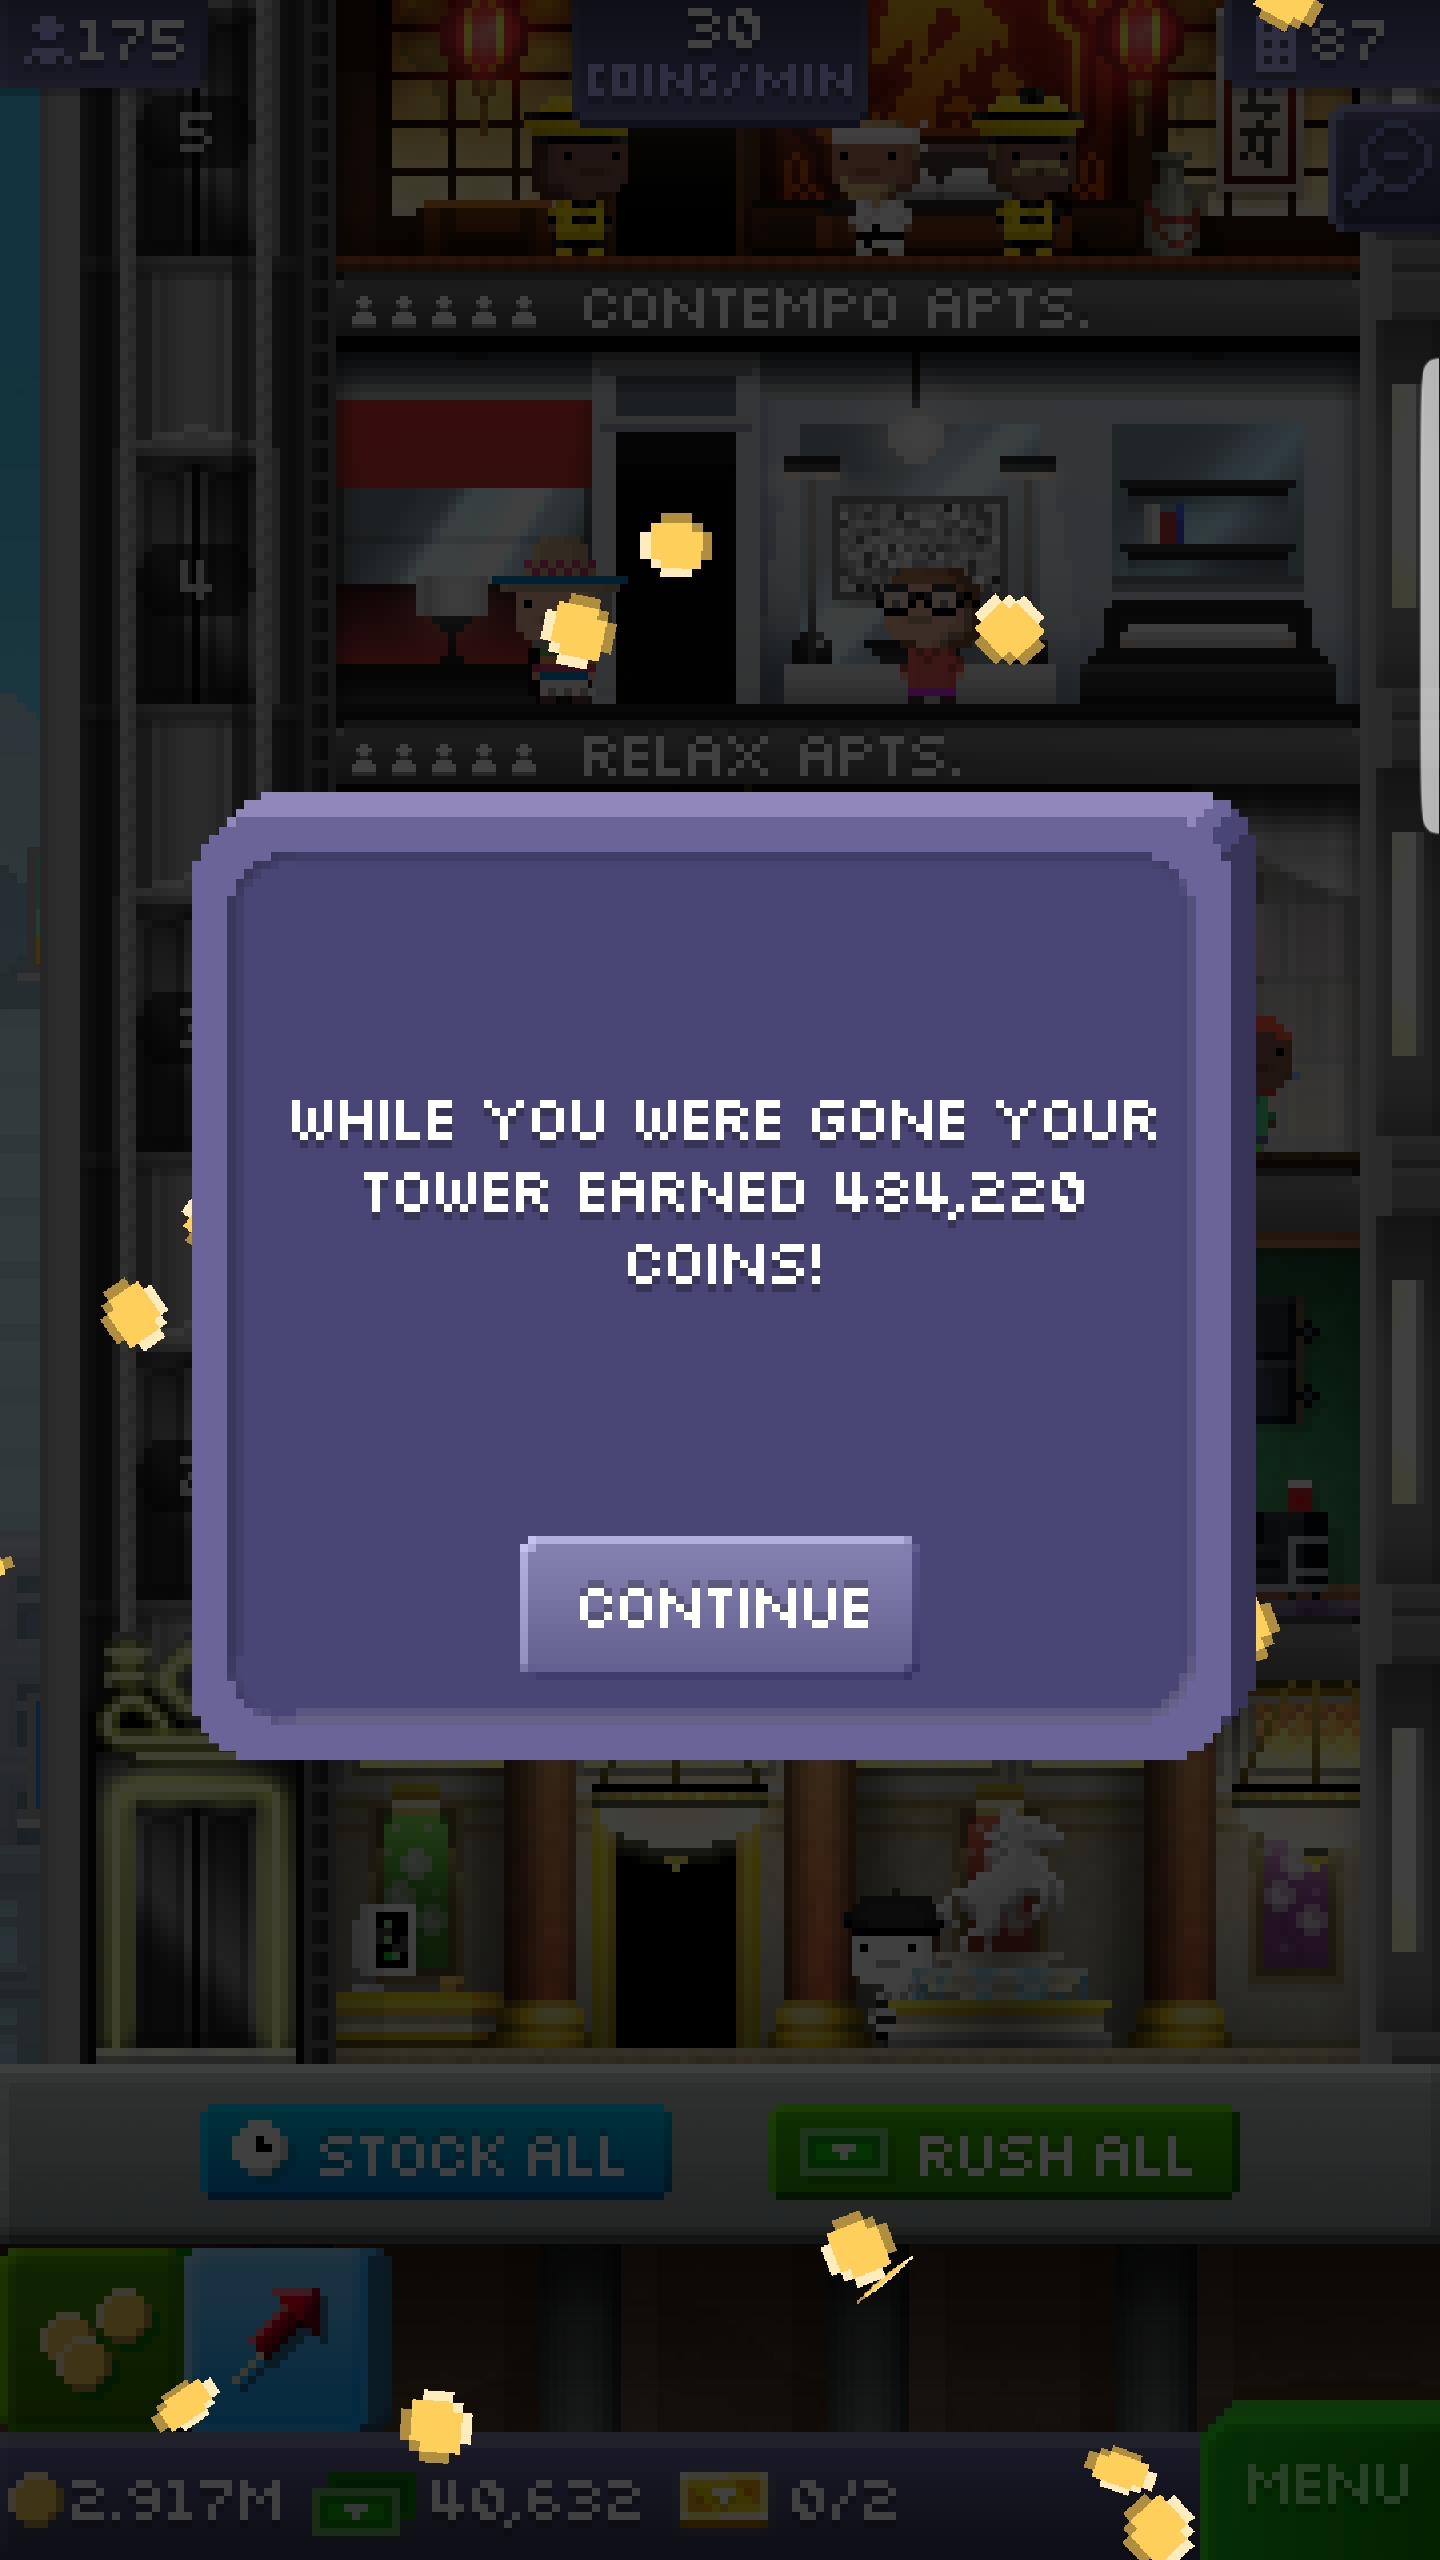 175
30
COINS/MIN
87
5
CONTEMPO APTS.
4
RELAX APTS.
WHILE YOU WERE GONE YOUR
TOWER EARNED 484,220
COINS!
CONTINUE
STOCK ALL
RUSH ALL
2.917M
40,632
0/2
MENU